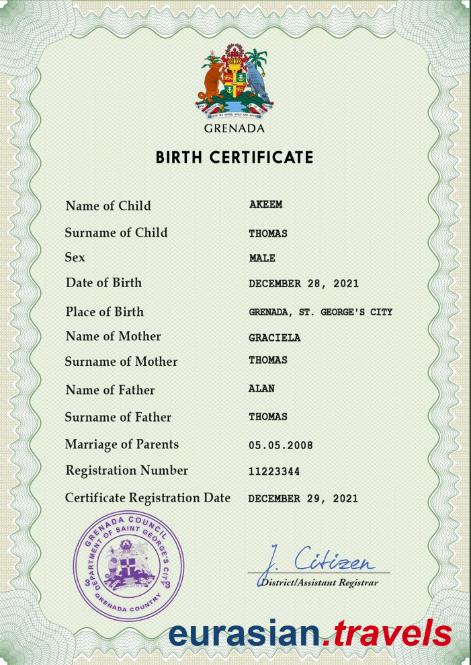 GRENADA
BIRTH CERTIFICATE
Name of Child AKEEM
Surname of Child THOMAS
Sex MALE
Date of Birth DECEMBER 28, 2021
Place of Birth GRENADA, ST. GEORGE'S CITY
Name of Mother GRACIELA
Surname of Mother THOMAS
Name of Father ALAN
Surname of Father THOMAS
Marriage of Parents 05.05.2008
Registration Number 11223344
Certificate Registration Date DECEMBER 29, 2021
GRENADA COUNCIL
DEPARTMENT OF SAINT GEORGE'S CITY
GRENADA COUNTRY
J. Citizen
District/Assistant Registrar
eurasian.travels